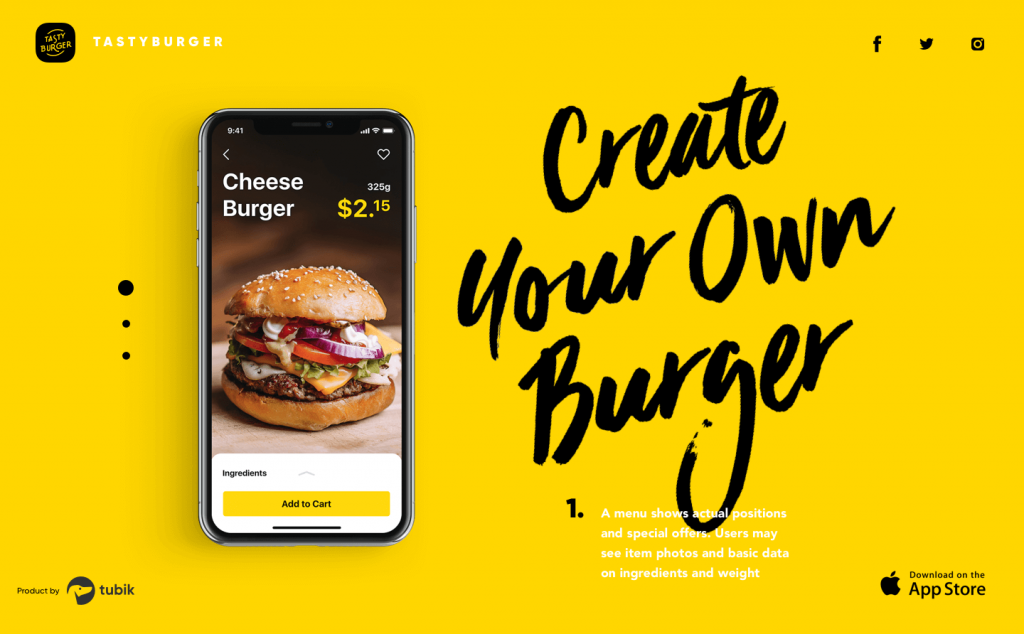 TASTY
BURGER
TASTYBURGER
9:41
Cheese
Burger
325g
$2.15
Ingredients
Add to Cart
Create
Your Own
Burger
1.
A menu shows actual positions
and special offers. Users may
see item photos and basic data
on ingredients and weight
Product by
tubik
Download on the
App Store